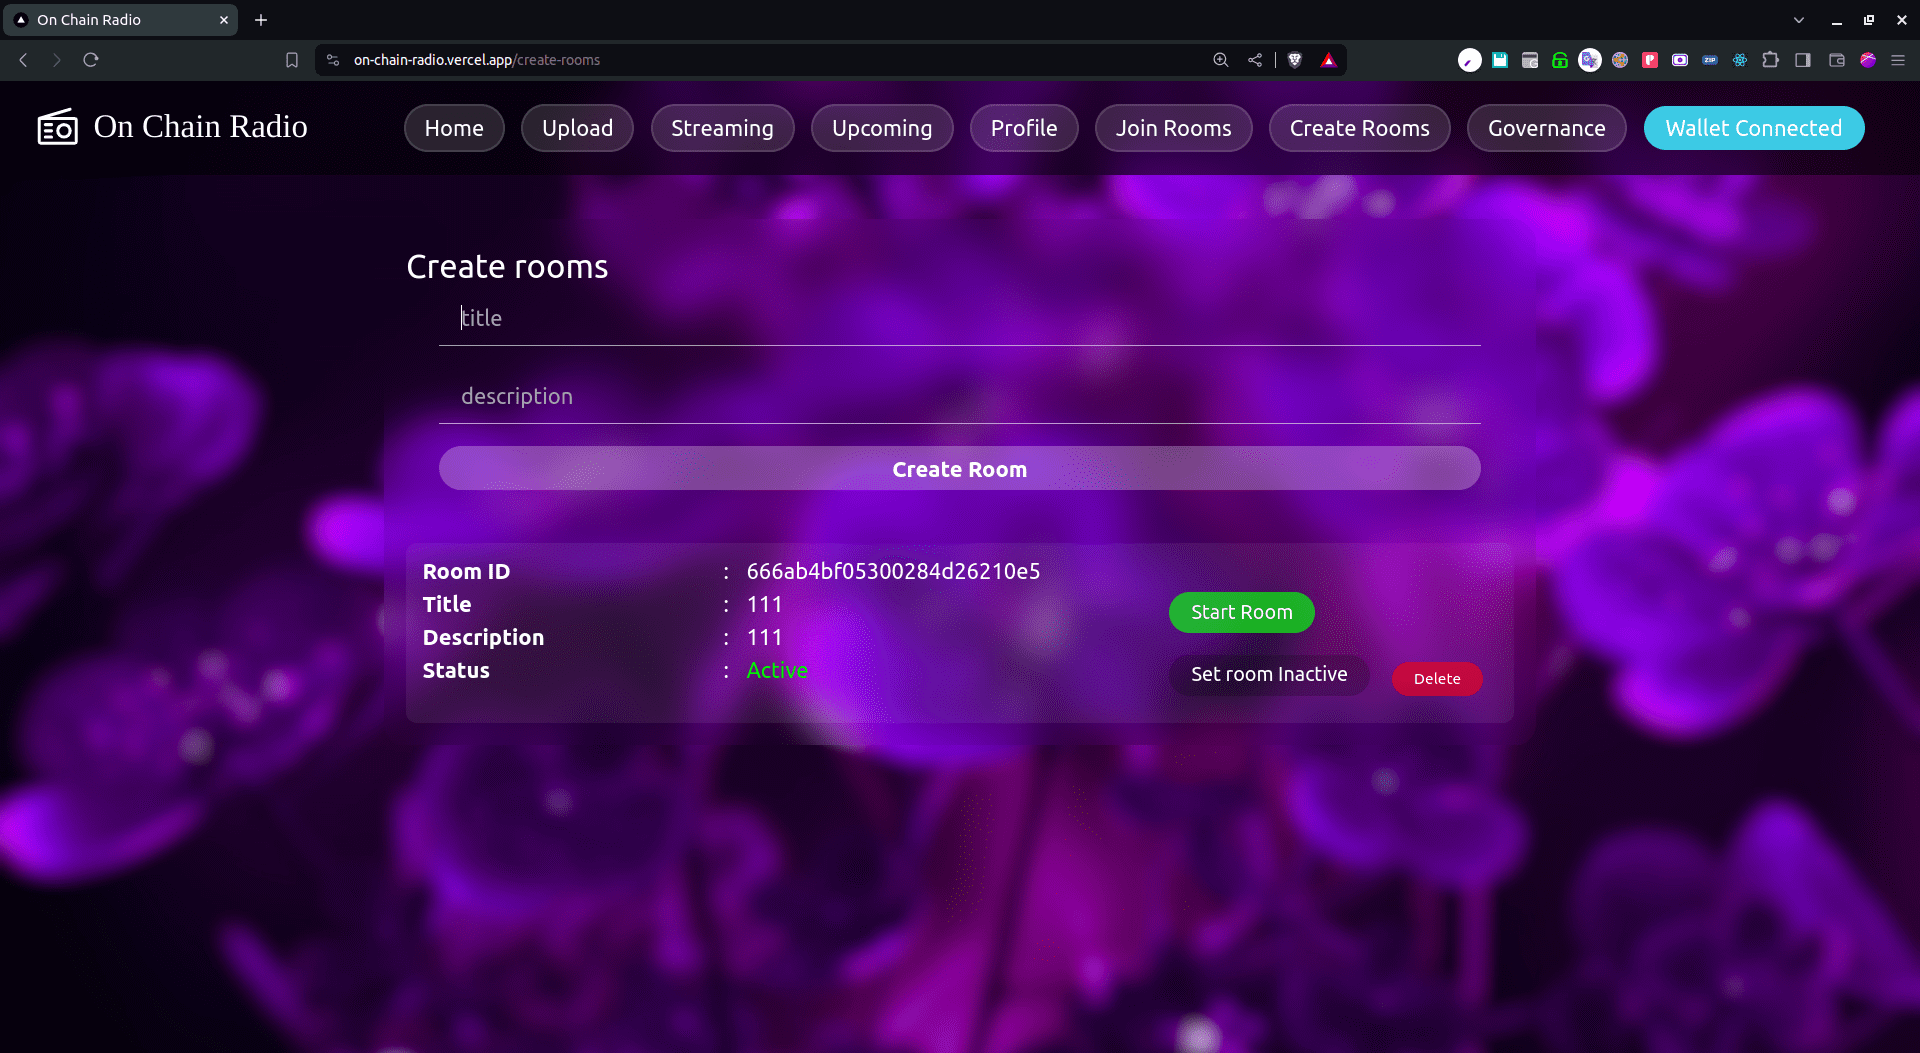 On Chain Radio
on-chain-radio.vercel.app/create-rooms
ZIP
On Chain Radio
Home
Upload
Streaming
Upcoming
Profile
Join Rooms
Create Rooms
Governance
Wallet Connected
Create rooms
title
description
Create Room
Room ID : 666ab4bf05300284d26210e5
Title : 111
Description : 111
Status : Active
Start Room
Set room Inactive
Delete